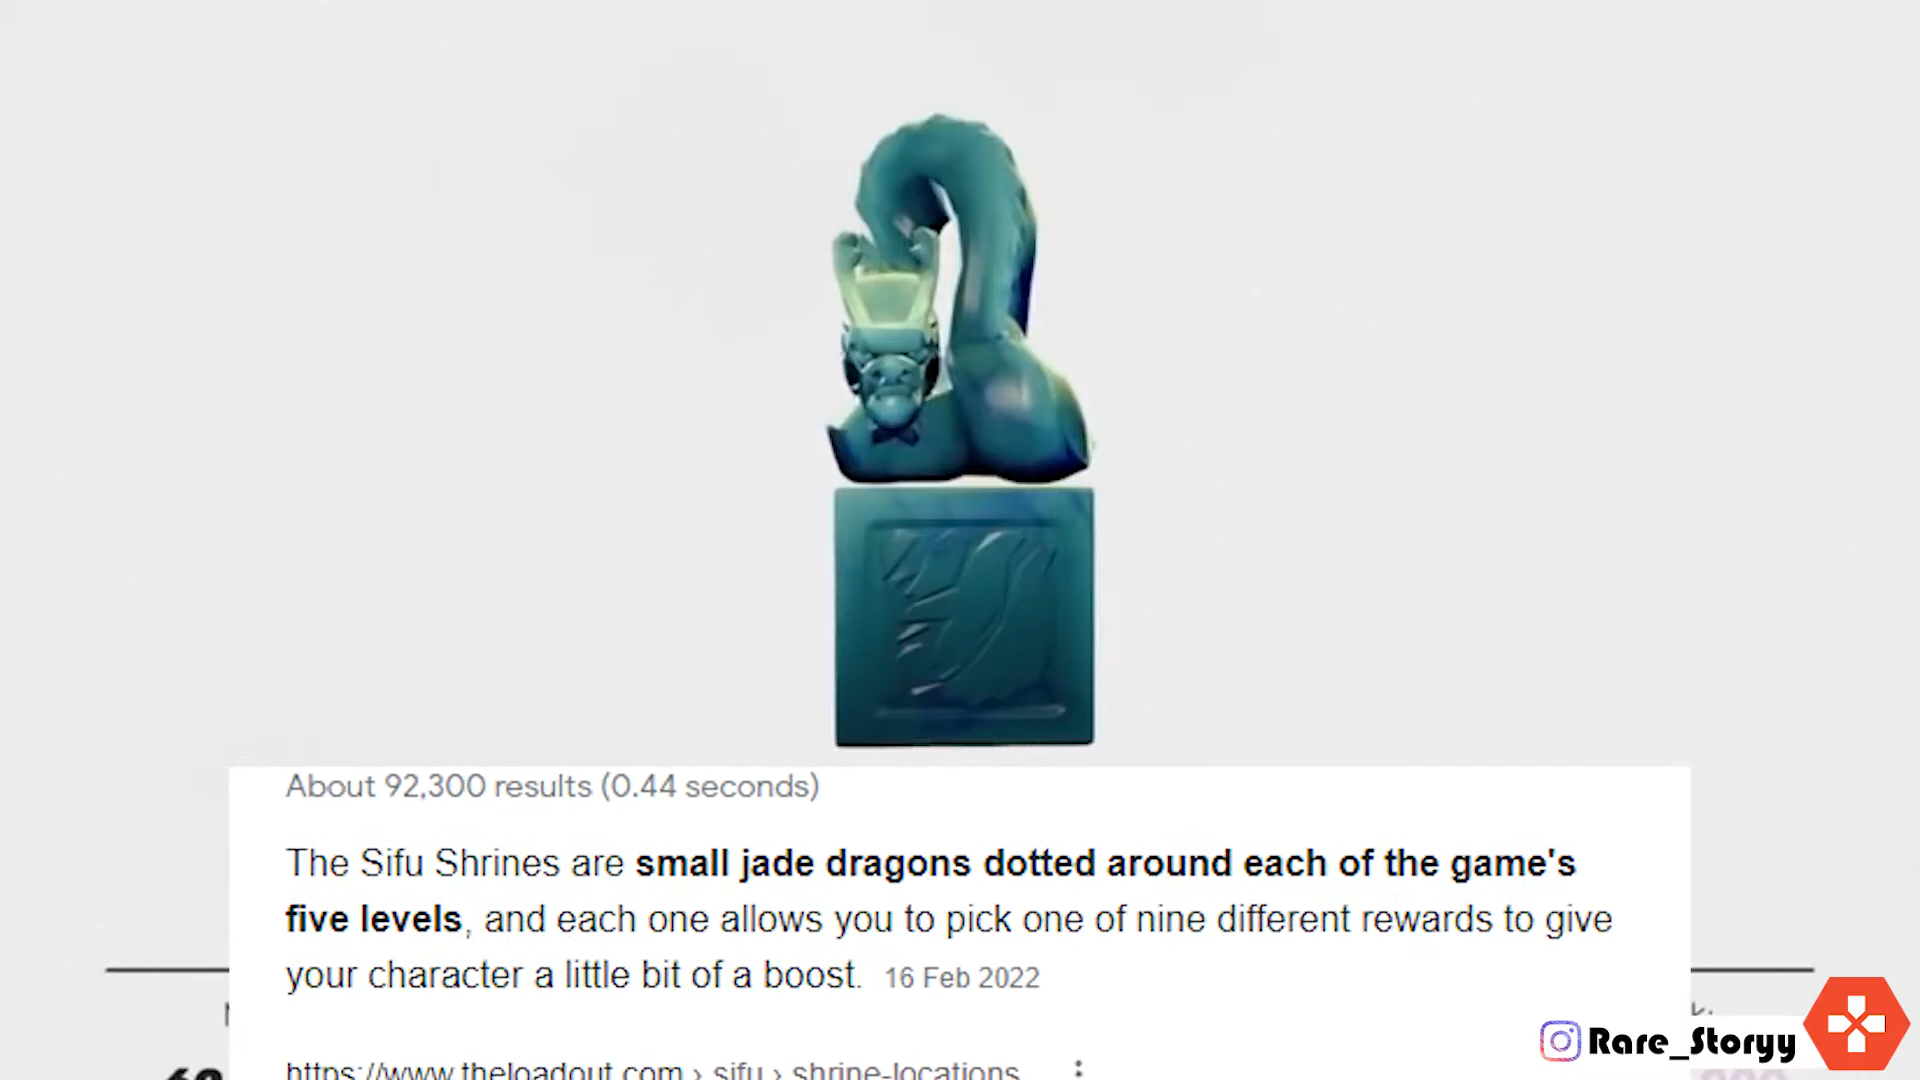 About 92,300 results (0.44 seconds)
The Sifu Shrines are small jade dragons dotted around each of the game's
five levels, and each one allows you to pick one of nine different rewards to give
your character a little bit of a boost. 16 Feb 2022
https://www.theloadout.com › sifu › shrine-locations
Rare_Storyy